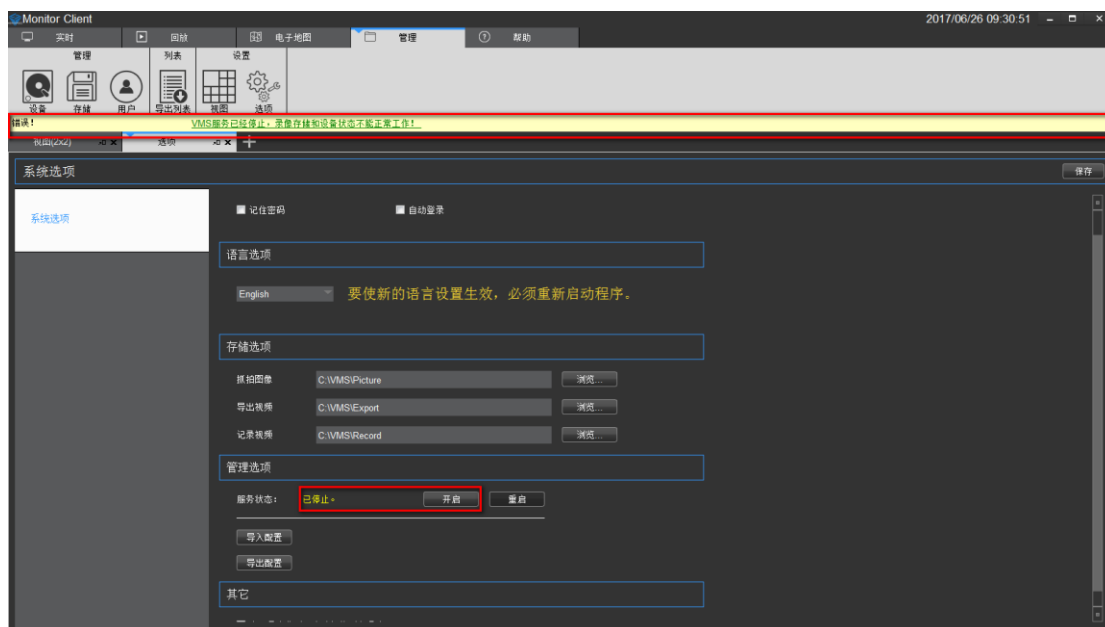 Monitor Client 2017/06/26 09:30:51
实时 回放 电子地图 管理 帮助
管理 列表 设置
设备 存储 用户 导出列表 视图 选项
错误! VMS服务已经停止。录像存储和设备状态不能正常工作!
视图(2x2) 选项
系统选项 保存
系统选项
记住密码 自动登录
语言选项
English 要使新的语言设置生效，必须重新启动程序。
存储选项
抓拍图像 C:\VMS\Picture 浏览...
导出视频 C:\VMS\Export 浏览...
记录视频 C:\VMS\Record 浏览...
管理选项
服务状态: 已停止。 开启 重启
导入配置
导出配置
其它